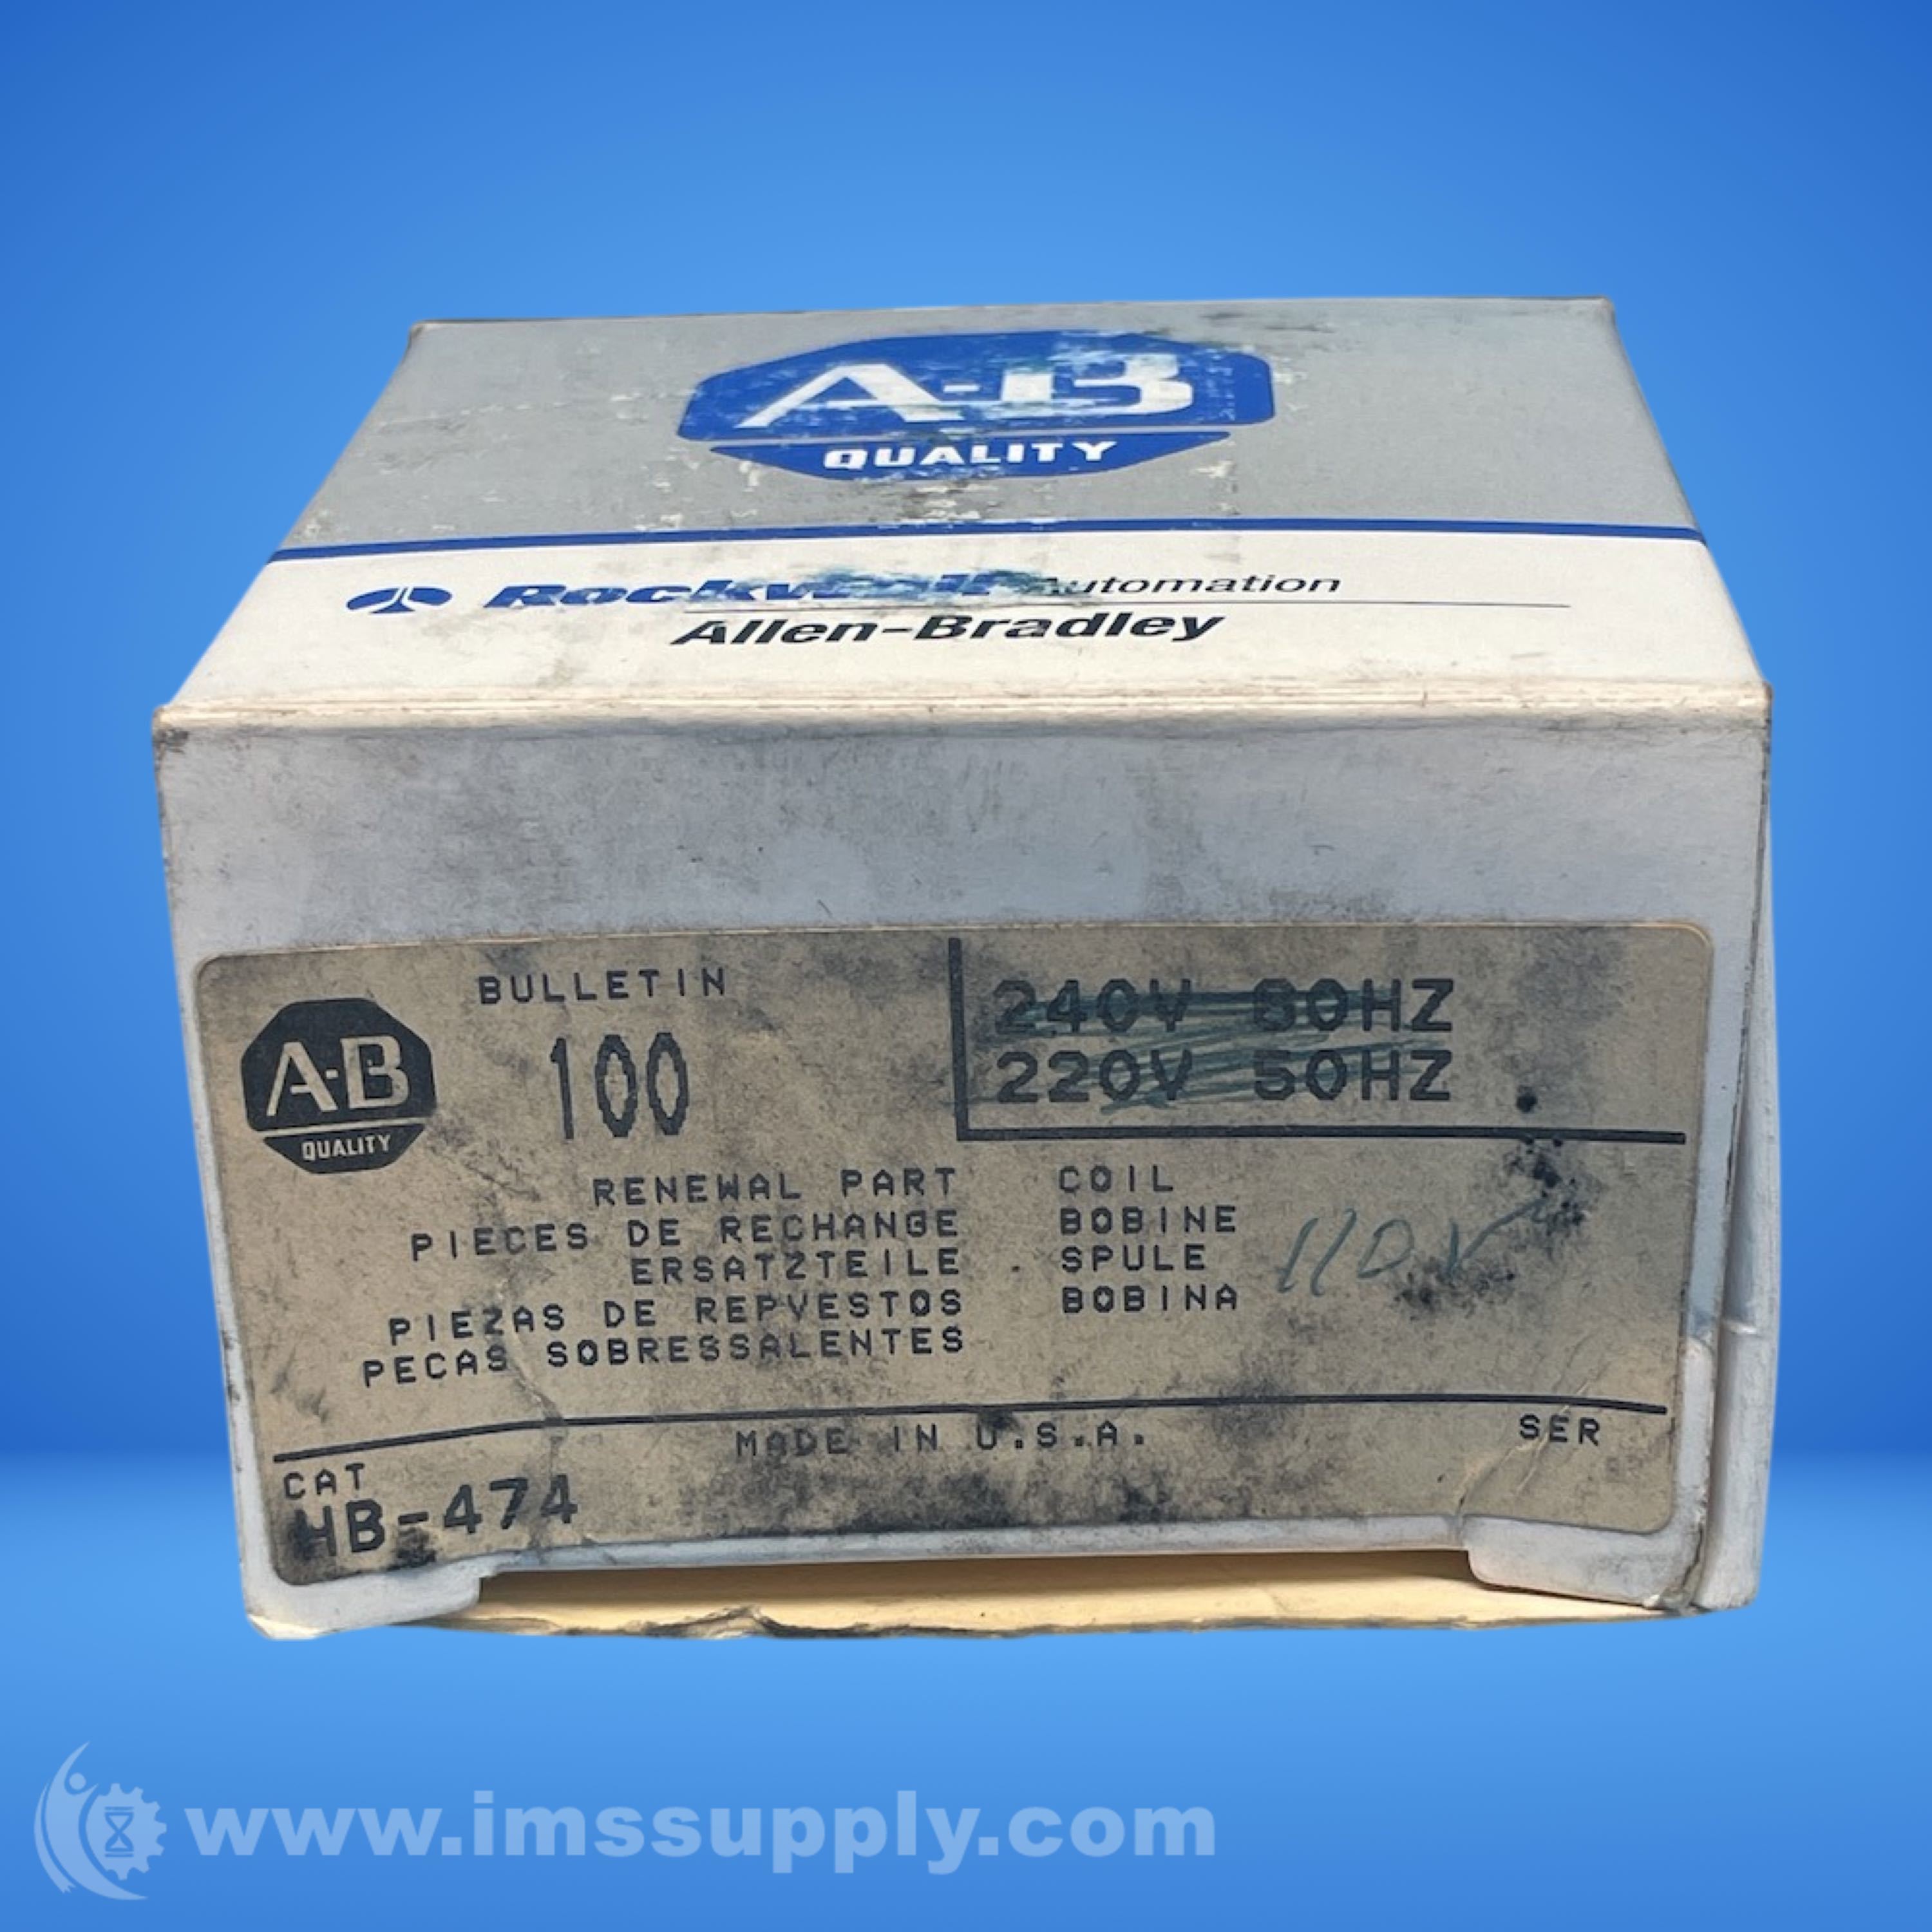 A-B
QUALITY
Rockwell Automation
Allen-Bradley
BULLETIN
100
240V 60HZ
220V 50HZ
A-B
QUALITY
RENEWAL PART COIL
PIECES DE RECHANGE BOBINE
ERSATZTEILE SPULE
PIEZAS DE REPVESTOS BOBINA
PECAS SOBRESSALENTES
110V
MADE IN U.S.A.
SER
CAT
HB-474
www.imssupply.com